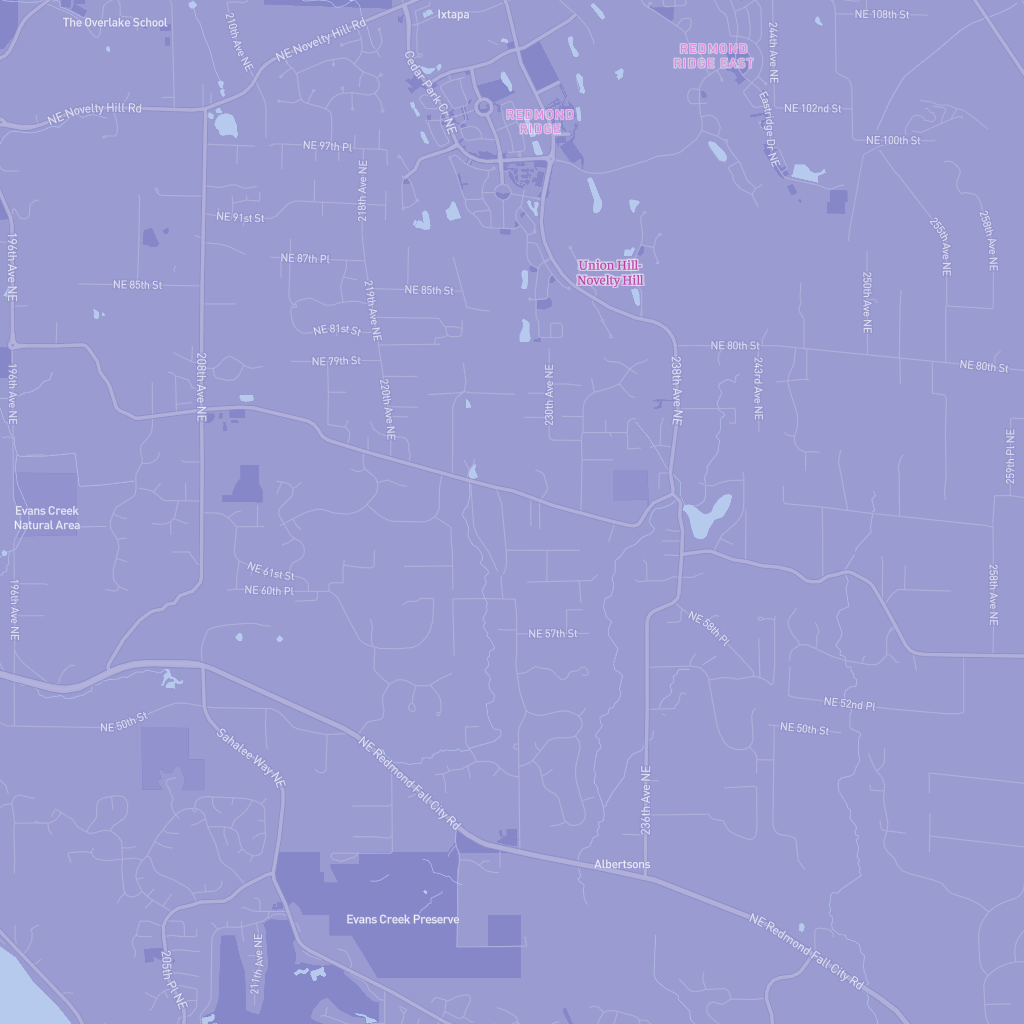 The Overlake School
210th Ave NE
NE Novelty Hill Rd
Ixtapa
NE 108th St
REDMOND
RIDGE EAST
244th Ave NE
Cedar Park Cr NE
NE Novelty Hill Rd
REDMOND
RIDGE
Eastridge Dr NE
NE 102nd St
NE 97th Pl
NE 100th St
218th Ave NE
NE 91st St
196th Ave NE
255th Ave NE
258th Ave NE
NE 87th Pl
Union Hill-
Novelty Hill
NE 85th St
NE 85th St
219th Ave NE
250th Ave NE
NE 81st St
NE 80th St
NE 79th St
208th Ave NE
196th Ave NE
220th Ave NE
230th Ave NE
238th Ave NE
243rd Ave NE
NE 80th St
259th Pl NE
Evans Creek
Natural Area
NE 61st St
NE 60th Pl
196th Ave NE
258th Ave NE
NE 57th St
NE 58th Pl
NE 50th St
NE 52nd Pl
NE 50th St
Sahalee Way NE
NE Redmond Fall City Rd
236th Ave NE
Albertsons
Evans Creek Preserve
NE Redmond Fall City Rd
205th Pl NE
211th Ave NE